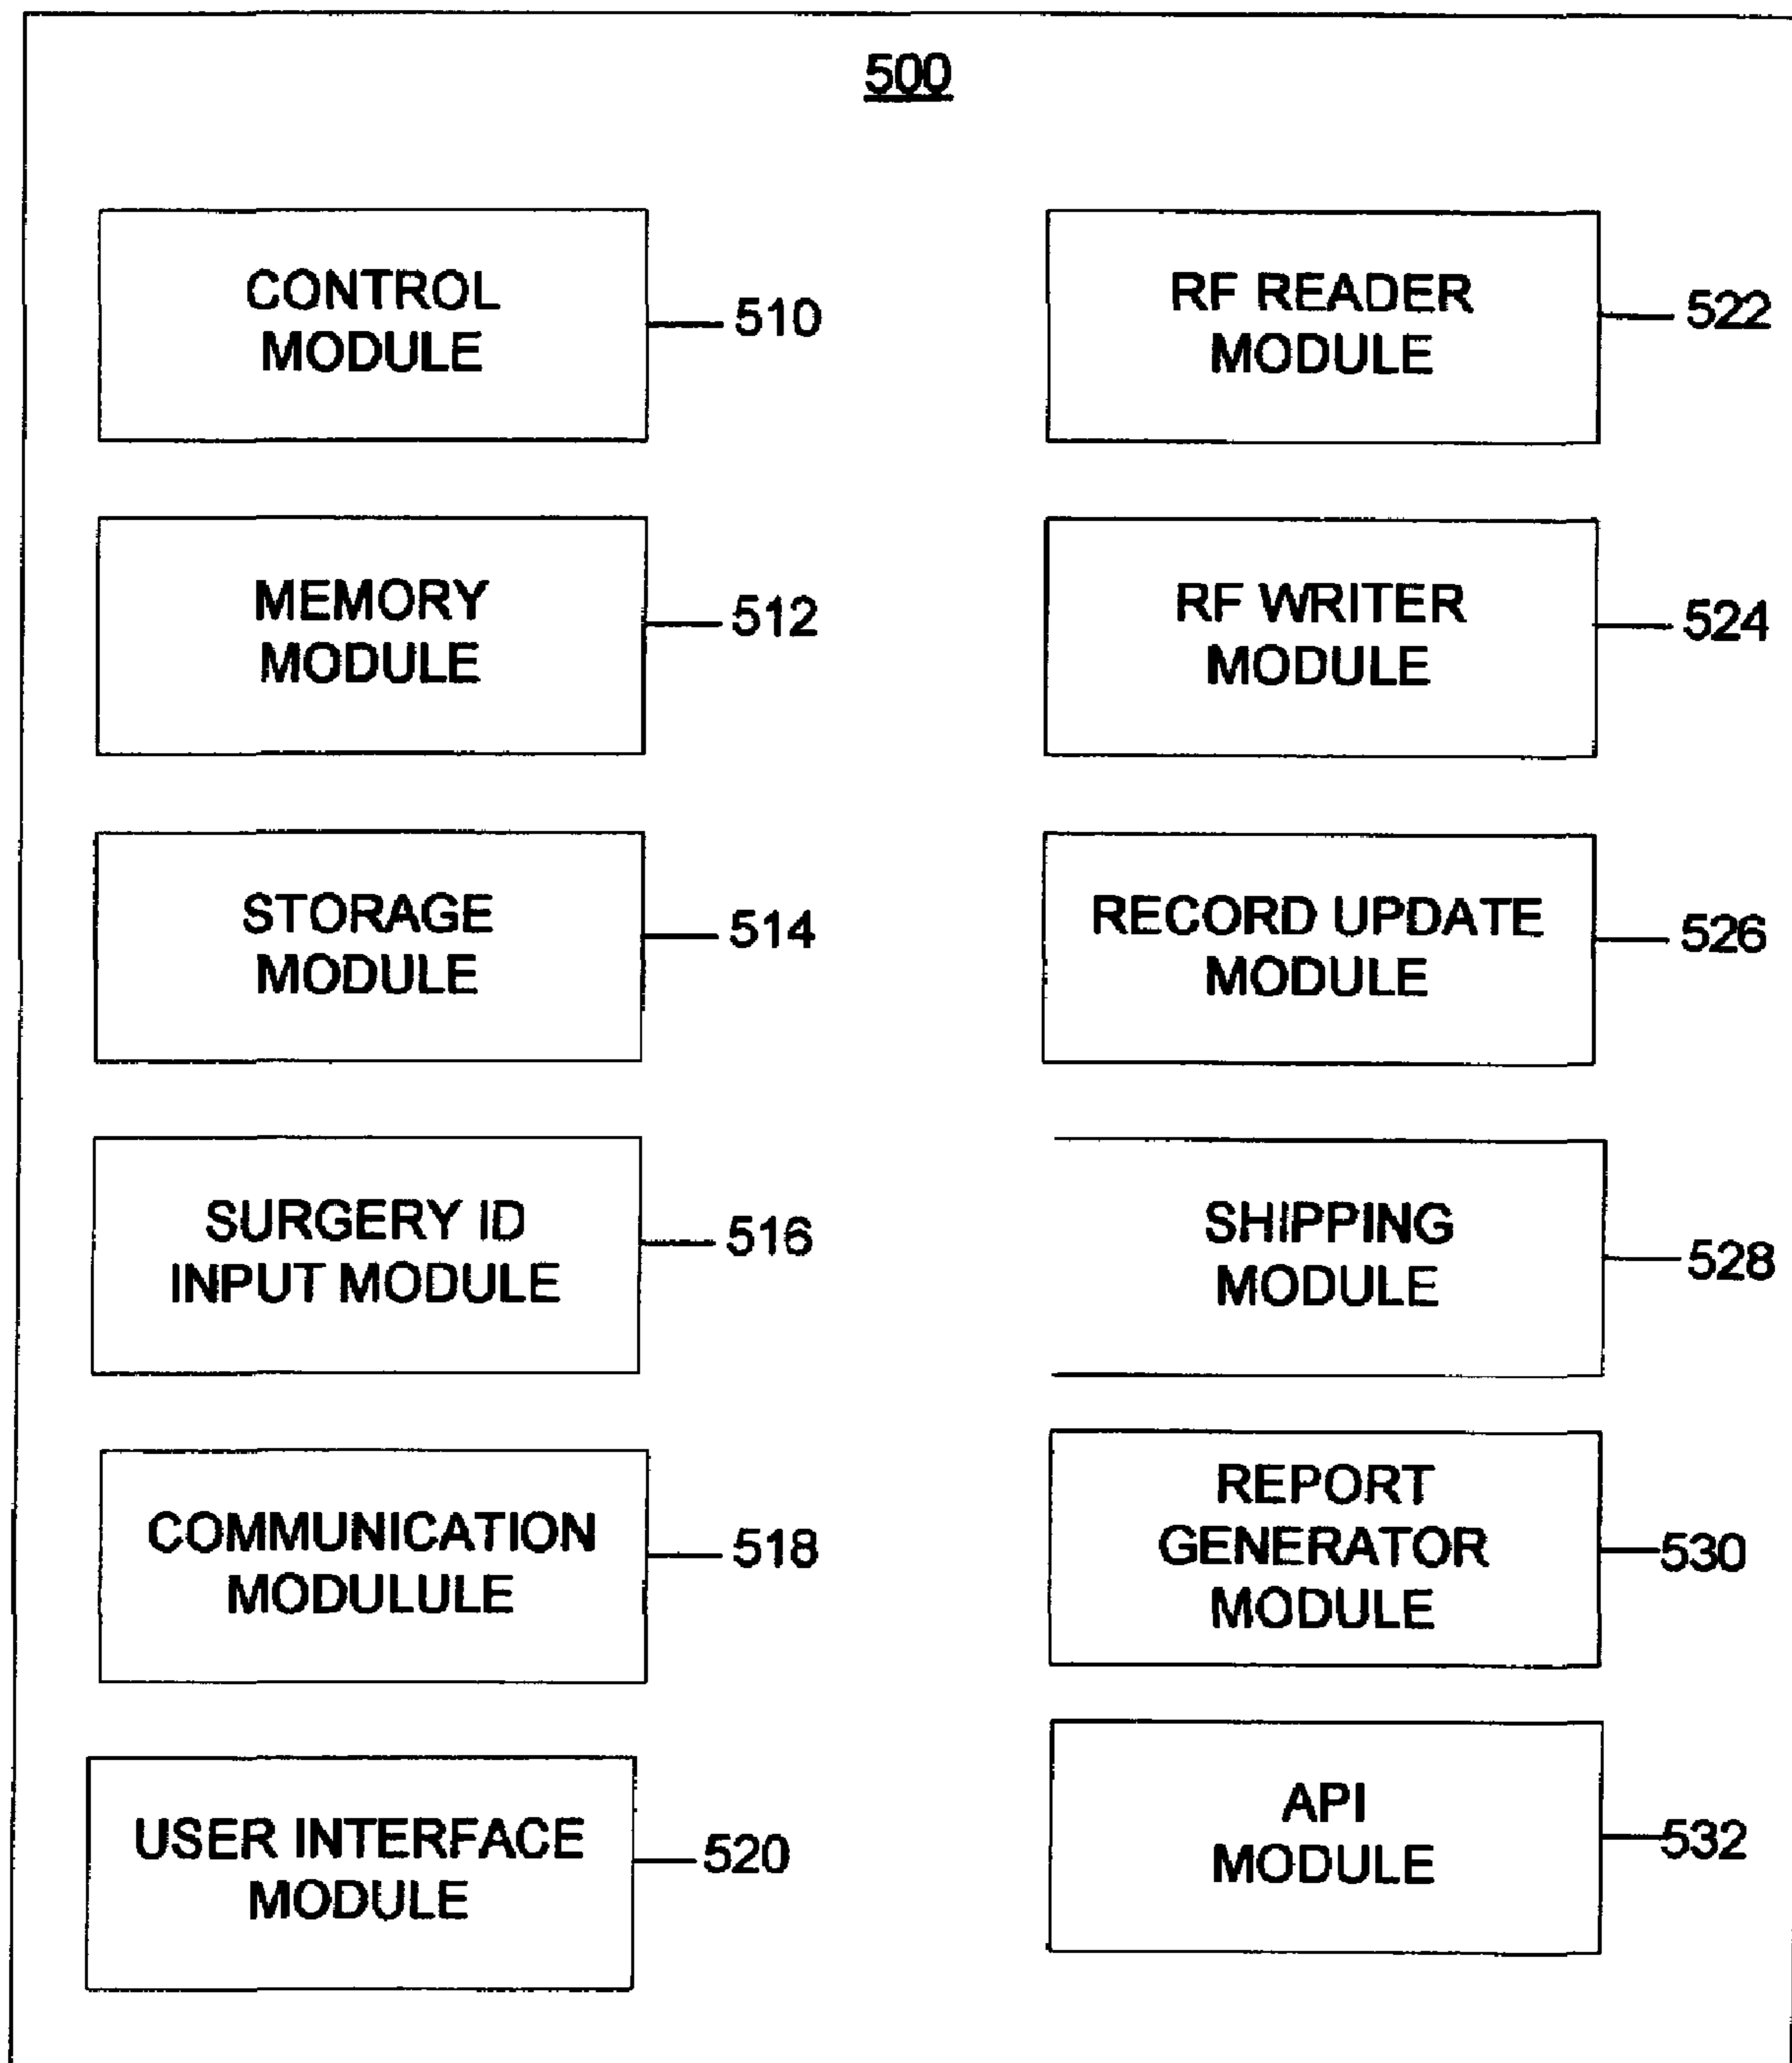 500
CONTROL
MODULE
510
MEMORY
MODULE
512
STORAGE
MODULE
514
SURGERY ID
INPUT MODULE
516
COMMUNICATION
MODULULE
518
USER INTERFACE
MODULE
520
RF READER
MODULE
522
RF WRITER
MODULE
524
RECORD UPDATE
MODULE
526
SHIPPING
MODULE
528
REPORT
GENERATOR
MODULE
530
API
MODULE
532